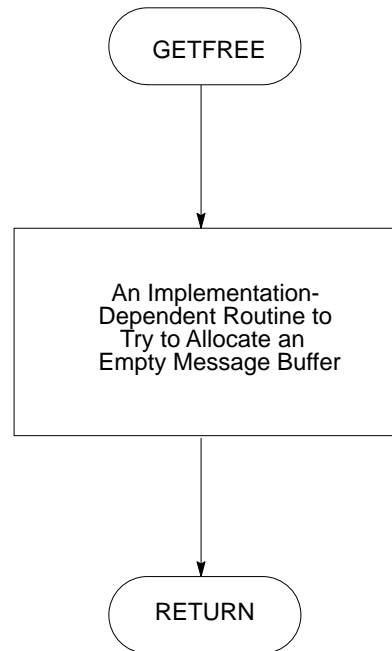 GETFREE
An Implementation-
Dependent Routine to
Try to Allocate an
Empty Message Buffer
RETURN